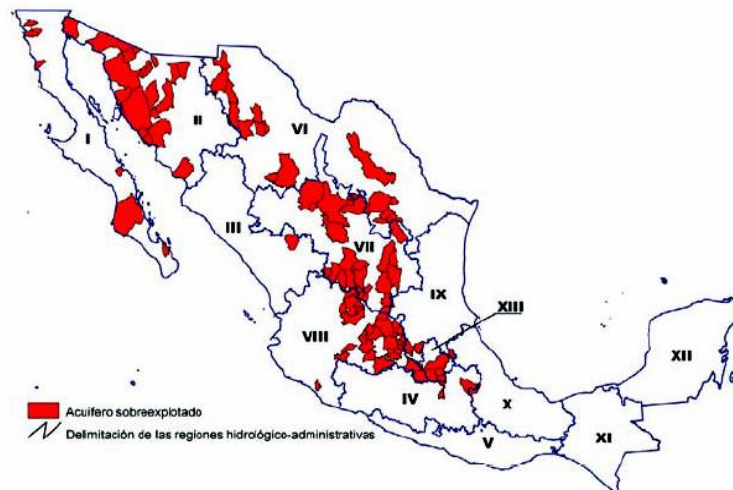 I
II
VI
III
VII
IX
XIII
VIII
XII
IV
X
V
XI
Acuífero sobreexplotado
Delimitación de las regiones hidrológico-administrativas